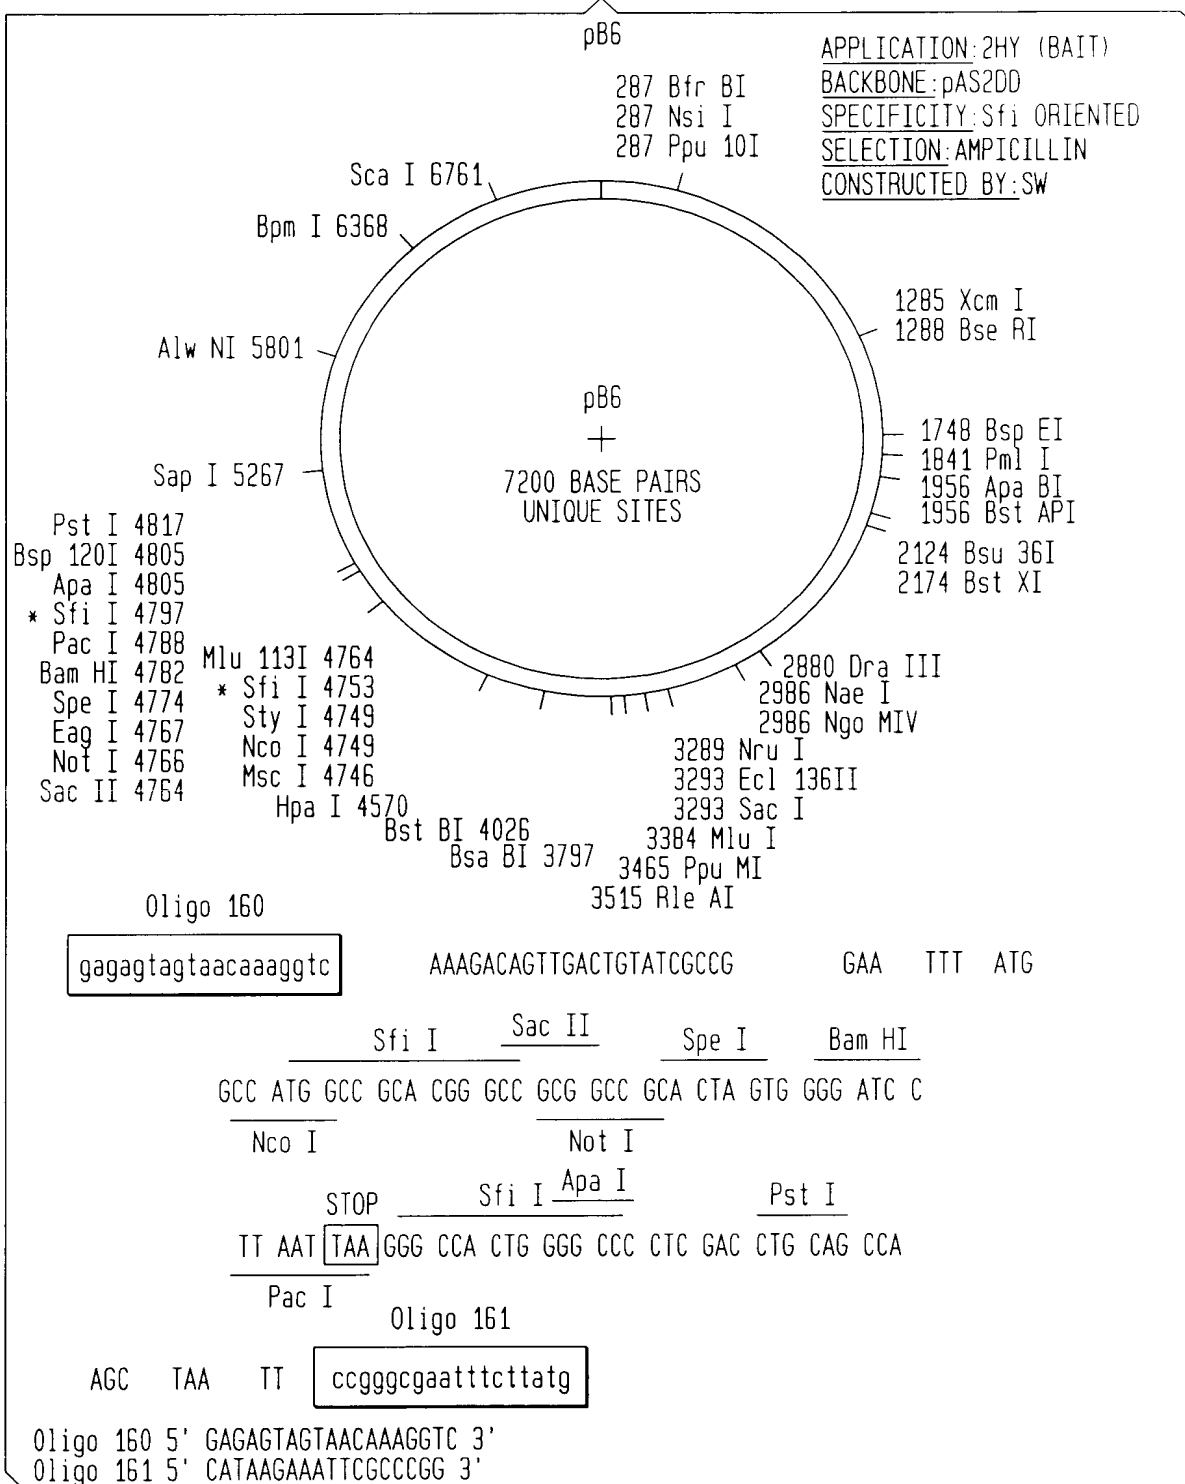 pB6
APPLICATION:2HY (BAIT)
BACKBONE:pAS2DD
SPECIFICITY:Sfi ORIENTED
SELECTION:AMPICILLIN
CONSTRUCTED BY:SW
287 Bfr BI
287 Nsi I
287 Ppu 10I
Sca I 6761
Bpm I 6368
Alw NI 5801
Sap I 5267
1285 Xcm I
1288 Bse RI
1748 Bsp EI
1841 Pml I
1956 Apa BI
1956 Bst API
2124 Bsu 36I
2174 Bst XI
pB6
7200 BASE PAIRS
UNIQUE SITES
Pst I 4817
Bsp 120I 4805
Apa I 4805
* Sfi I 4797
Pac I 4788
Bam HI 4782
Spe I 4774
Eag I 4767
Not I 4766
Sac II 4764
Mlu 113I 4764
* Sfi I 4753
Sty I 4749
Nco I 4749
Msc I 4746
Hpa I 4570
Bst BI 4026
Bsa BI 3797
2880 Dra III
2986 Nae I
2986 Ngo MIV
3289 Nru I
3293 Ecl 136II
3293 Sac I
3384 Mlu I
3465 Ppu MI
3515 Rle AI
Oligo 160
gagagtagtaacaaaggtc AAAGACAGTTGACTGTATCGCCG GAA TTT ATG
Sfi I Sac II Spe I Bam HI
GCC ATG GCC GCA CGG GCC GCG GCC GCA CTA GTG GGG ATC C
Nco I Not I
STOP Sfi I Apa I Pst I
TT AAT TAA GGG CCA CTG GGG CCC CTC GAC CTG CAG CCA
Pac I
Oligo 161
AGC TAA TT ccgggcgaatttcttatg
Oligo 160 5' GAGAGTAGTAACAAAGGTC 3'
Oligo 161 5' CATAAGAAATTCGCCCGG 3'